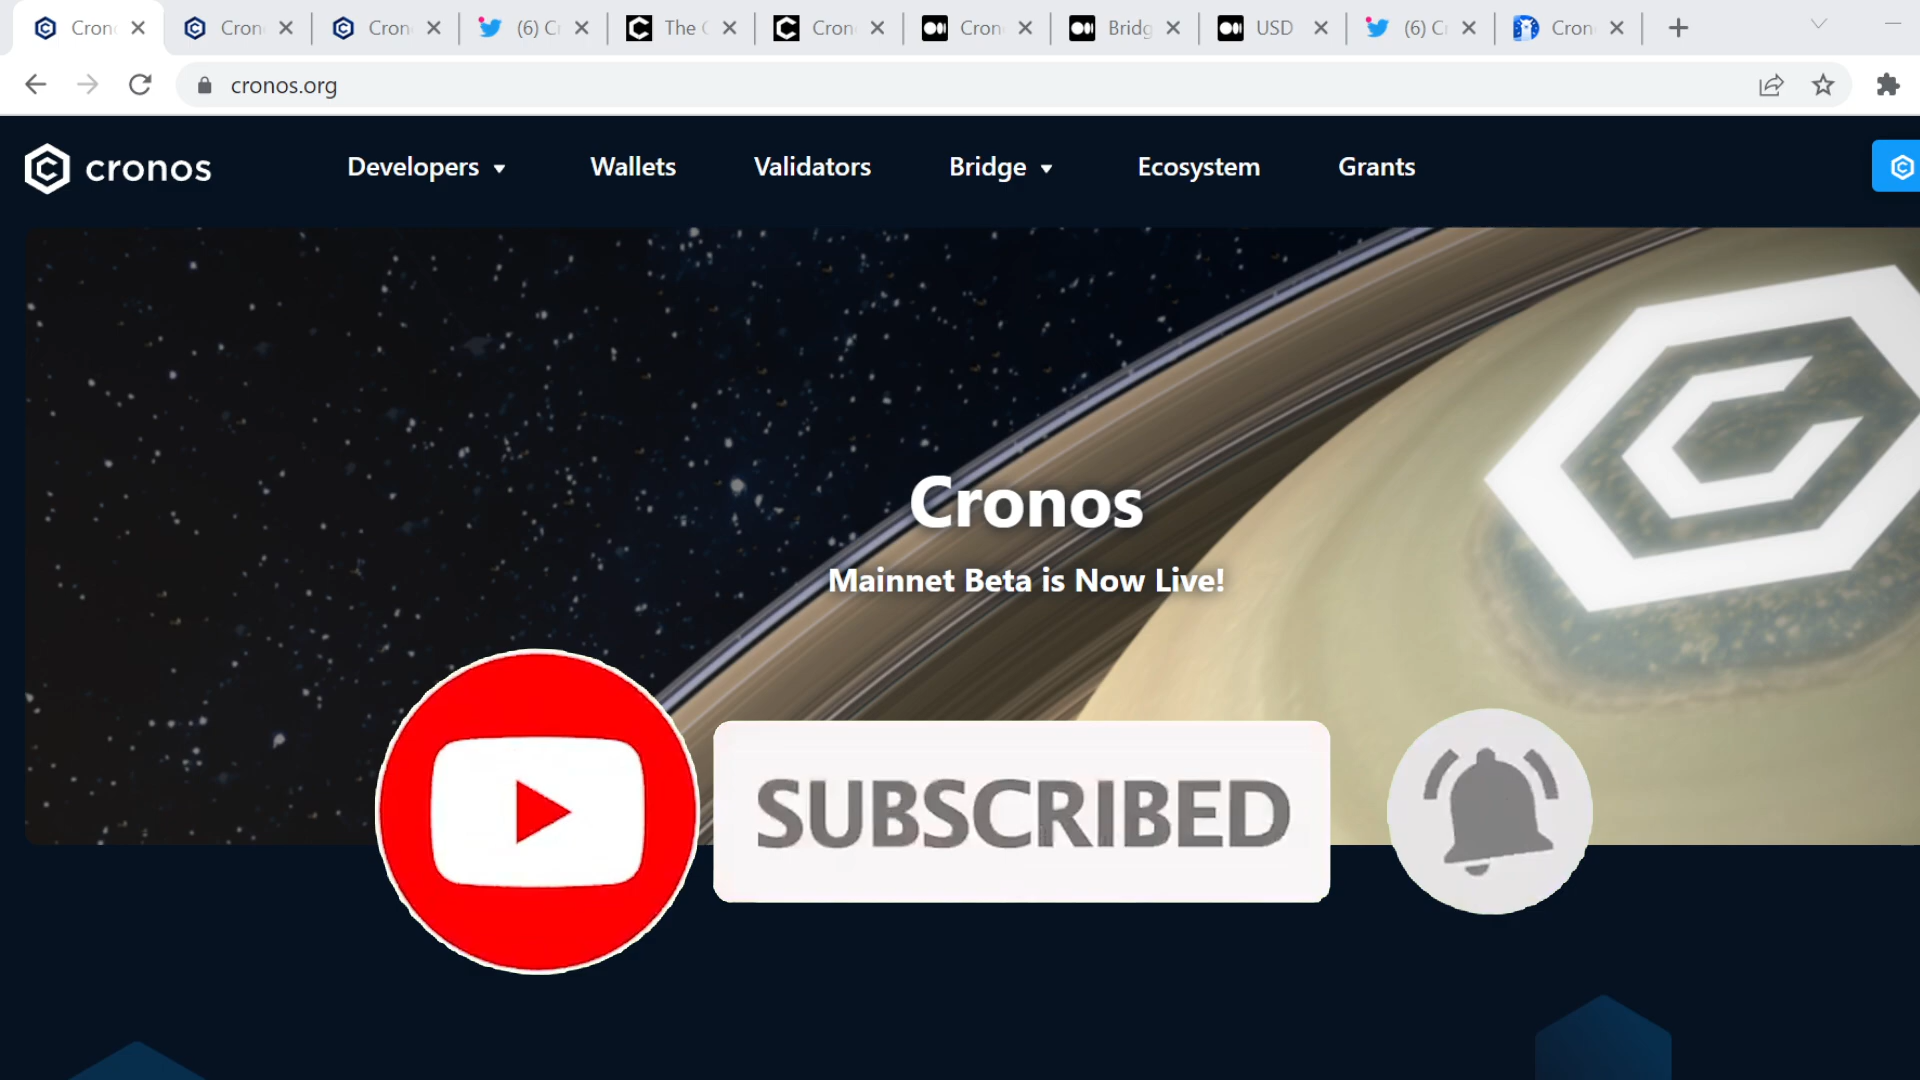 Cron Cron Cron (6) C The C Cron Cron Bridg USD (6) C Cron
cronos.org
cronos Developers Wallets Validators Bridge Ecosystem Grants
Cronos
Mainnet Beta is Now Live!
SUBSCRIBED